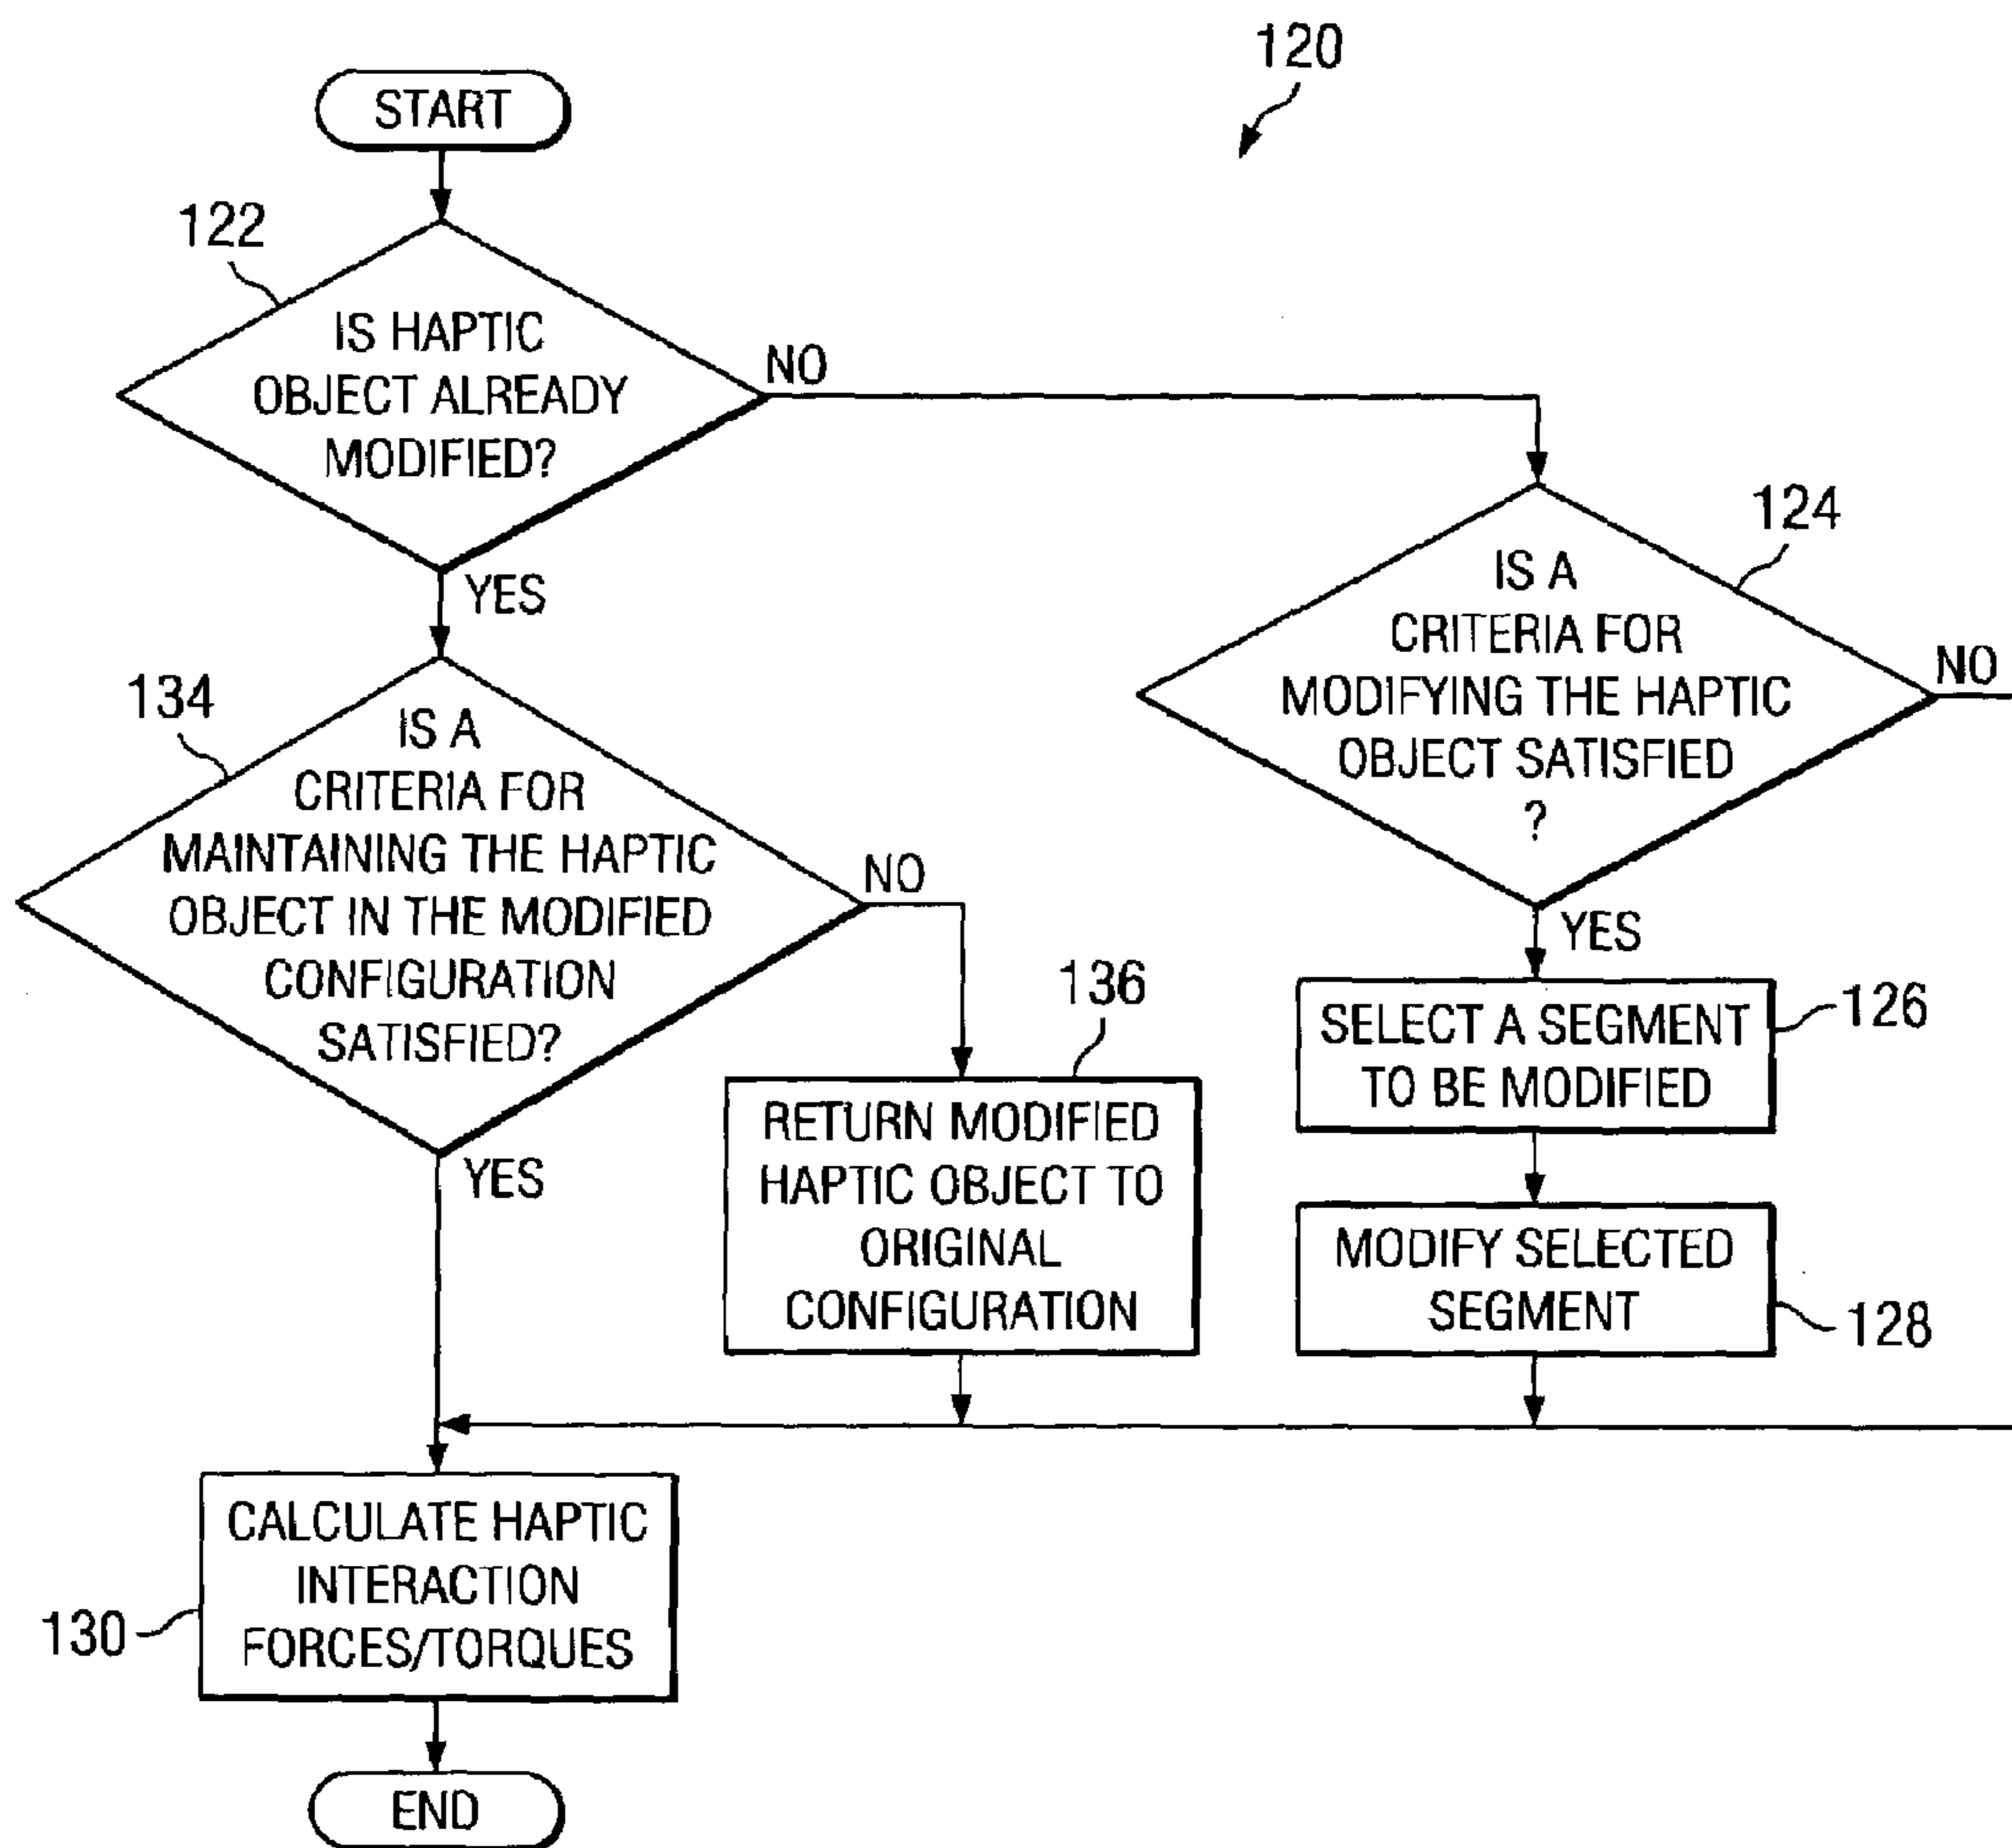 120
START
122
IS HAPTIC
OBJECT ALREADY
MODIFIED?
NO
YES
124
IS A
CRITERIA FOR
MODIFYING THE HAPTIC
OBJECT SATISFIED
?
NO
YES
134
IS A
CRITERIA FOR
MAINTAINING THE HAPTIC
OBJECT IN THE MODIFIED
CONFIGURATION
SATISFIED?
NO
YES
136
RETURN MODIFIED
HAPTIC OBJECT TO
ORIGINAL
CONFIGURATION
SELECT A SEGMENT
TO BE MODIFIED
126
MODIFY SELECTED
SEGMENT
128
CALCULATE HAPTIC
INTERACTION
FORCES/TORQUES
130
END